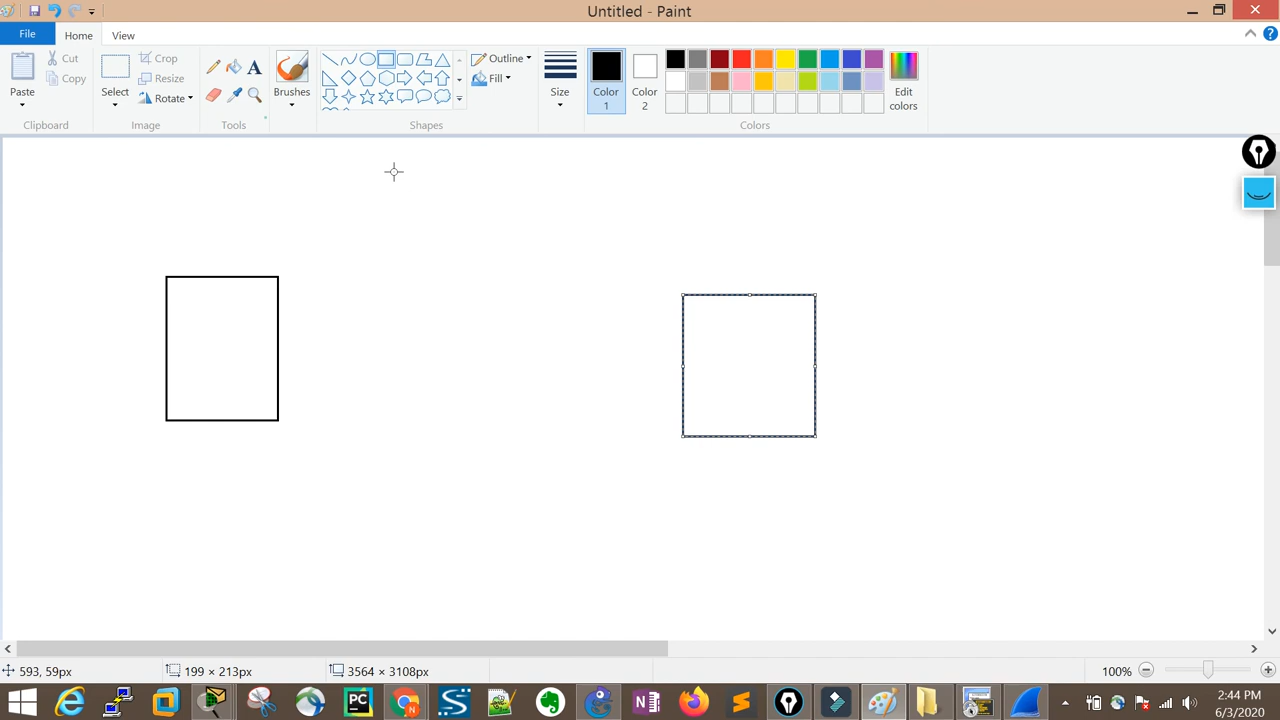 Untitled - Paint
File
Home
View
Paste
Cut
Copy
Clipboard
Select
Crop
Resize
Rotate
Image
Tools
Brushes
Shapes
Outline
Fill
Size
Color
1
Color
2
Edit
colors
Colors
593, 59px
199 × 213px
3564 × 3108px
100%
PC
2:44 PM
6/3/2020